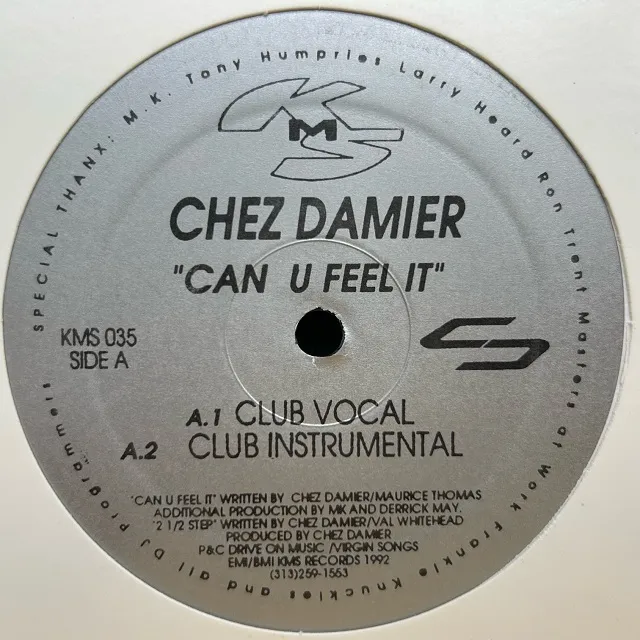 SPECIAL THANX: M.K. Tony Humpries Larry Heard Ron Trent Masters at Work Frankie Knuckles and all DJ Programmers
KMS
CHEZ DAMIER
"CAN U FEEL IT"
KMS 035
SIDE A
A.1 CLUB VOCAL
A.2 CLUB INSTRUMENTAL
"CAN U FEEL IT" WRITTEN BY CHEZ DAMIER/MAURICE THOMAS
ADDITIONAL PRODUCTION BY MK AND DERRICK MAY.
"2 1/2 STEP" WRITTEN BY CHEZ DAMIER/VAL WHITEHEAD
PRODUCED BY CHEZ DAMIER
P&C DRIVE ON MUSIC /VIRGIN SONGS
EMI/BMI KMS RECORDS 1992
(313)259-1553